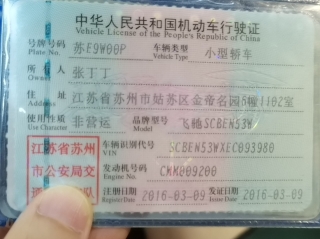 中华人民共和国机动车行驶证
Vehicle License of the People's Republic of China
号牌号码 苏E9W00P 车辆类型 小型轿车
Plate No. Vehicle Type
所有人 张丁丁
Owner
住址 江苏省苏州市姑苏区金帝名园6幢1102室
Address
使用性质 非营运 品牌型号 飞驰SCBEN53W
Use Character Model
江苏省苏州 车辆识别代号 SCBEN53WXEC093980
VIN
市公安局交 发动机号码 CMM009200
Engine No.
注册日期 2016-03-09 发证日期 2016-03-09
Register Date Issue Date